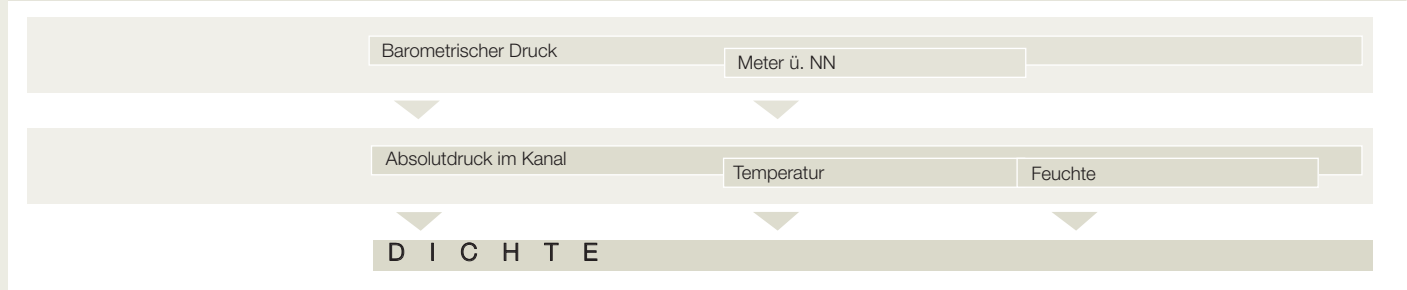 Barometrischer Druck
Meter ü. NN
Absolutdruck im Kanal
Temperatur
Feuchte
D I C H T E